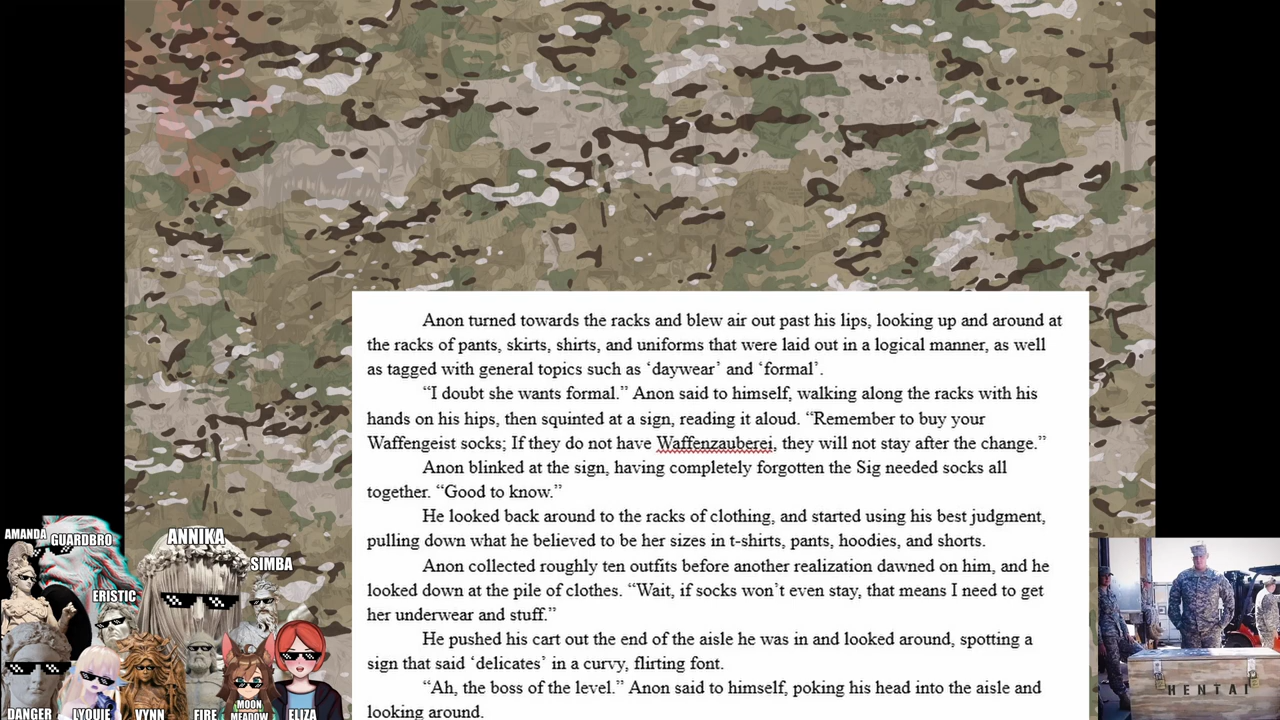 Anon turned towards the racks and blew air out past his lips, looking up and around at
the racks of pants, skirts, shirts, and uniforms that were laid out in a logical manner, as well
as tagged with general topics such as ‘daywear’ and ‘formal’.
“I doubt she wants formal.” Anon said to himself, walking along the racks with his
hands on his hips, then squinted at a sign, reading it aloud. “Remember to buy your
Waffengeist socks; If they do not have Waffenzauberei, they will not stay after the change.”
Anon blinked at the sign, having completely forgotten the Sig needed socks all
together. “Good to know.”
He looked back around to the racks of clothing, and started using his best judgment,
pulling down what he believed to be her sizes in t-shirts, pants, hoodies, and shorts.
Anon collected roughly ten outfits before another realization dawned on him, and he
looked down at the pile of clothes. “Wait, if socks won’t even stay, that means I need to get
her underwear and stuff.”
He pushed his cart out the end of the aisle he was in and looked around, spotting a
sign that said ‘delicates’ in a curvy, flirting font.
“Ah, the boss of the level.” Anon said to himself, poking his head into the aisle and
looking around.
AMANDA
GUARDBRO
ANNIKA
SIMBA
ERISTIC
DANGER
LYQUIE
VYNN
FIRE
MOON
MEADOW
ELIZA
HENTAI